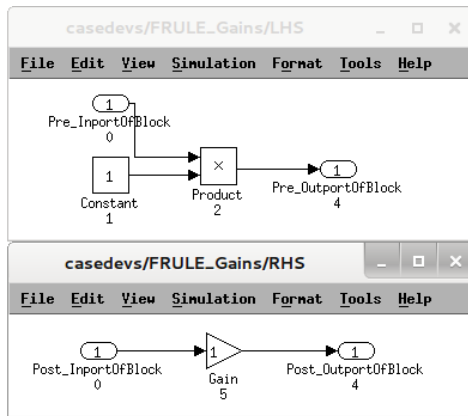 casedevs/FRULE_Gains/LHS
File Edit View Simulation Format Tools Help
1
Pre_InportOfBlock
0
1
Constant
1
×
Product
2
1
Pre_OutportOfBlock
4
casedevs/FRULE_Gains/RHS
File Edit View Simulation Format Tools Help
1
Post_InportOfBlock
0
1
Gain
5
1
Post_OutportOfBlock
4